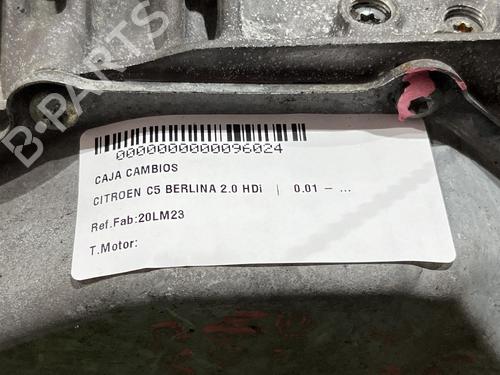 B-PARTS
0000000000096024
CAJA CAMBIOS
CITROEN C5 BERLINA 2.0 HDi | 0.01 – ...
Ref.Fab:20LM23
T.Motor: